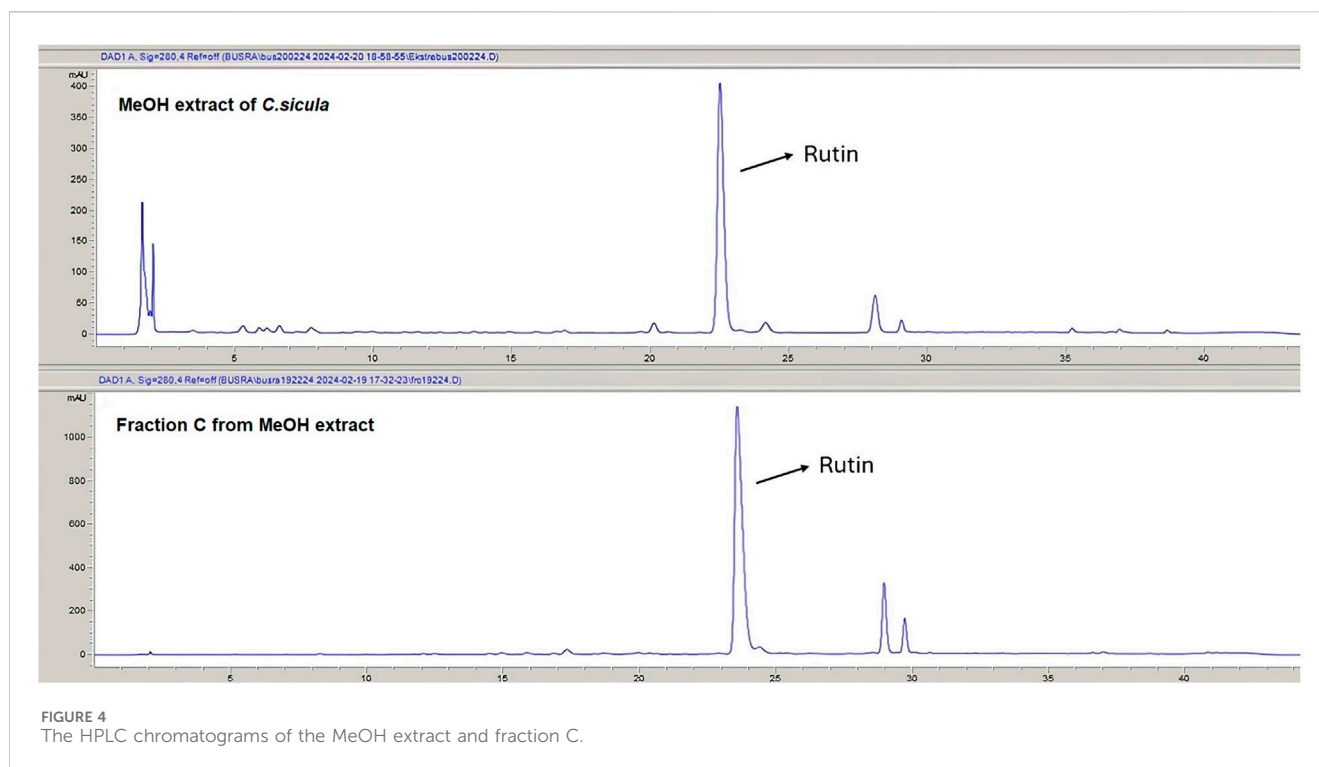 DAD1 A, Sig=280,4 Ref=off (BUSRA\bus200224 2024-02-20 18-58-55\Ekstrebus200224.D)
mAU
400
MeOH extract of C.sicula
350
300
Rutin
250
200
150
100
50
0
5 10 15 20 25 30 35 40
DAD1 A, Sig=280,4 Ref=off (BUSRA\busra192224 2024-02-19 17-32-23\frc19224.D)
mAU
Fraction C from MeOH extract
1000
Rutin
800
600
400
200
0
5 10 15 20 25 30 35 40
FIGURE 4
The HPLC chromatograms of the MeOH extract and fraction C.